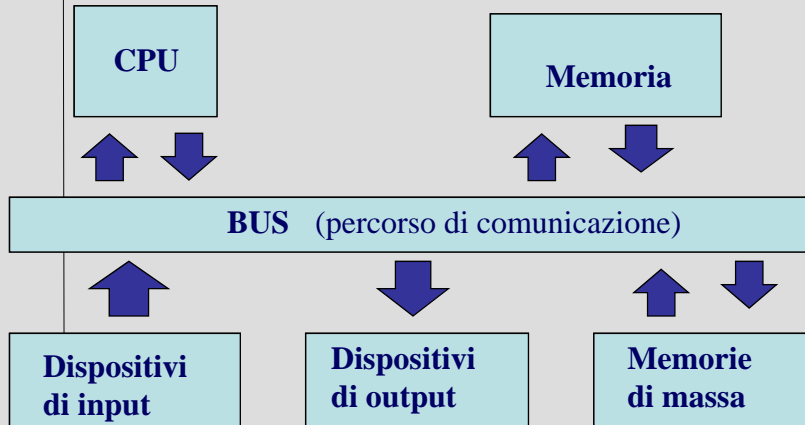 CPU
Memoria
BUS (percorso di comunicazione)
Dispositivi
di input
Dispositivi
di output
Memorie
di massa